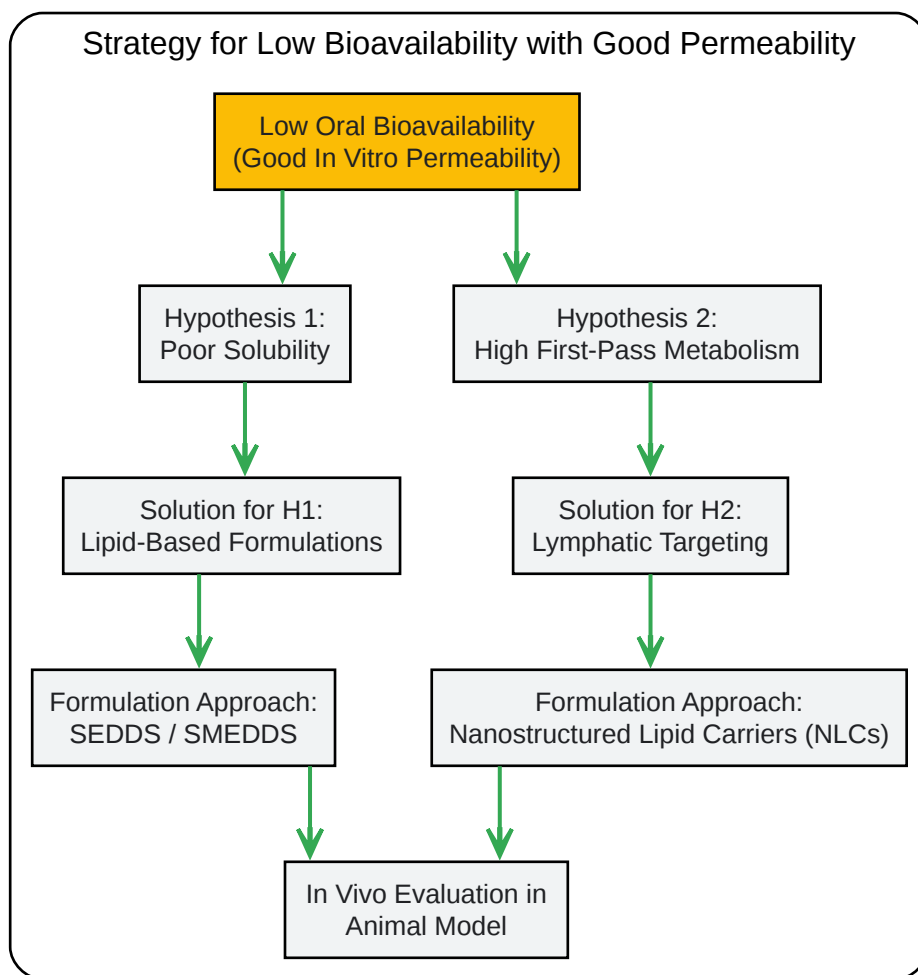 Strategy for Low Bioavailability with Good Permeability
Low Oral Bioavailability
(Good In Vitro Permeability)
Hypothesis 1:
Poor Solubility
Hypothesis 2:
High First-Pass Metabolism
Solution for H1:
Lipid-Based Formulations
Solution for H2:
Lymphatic Targeting
Formulation Approach:
SEDDS / SMEDDS
Formulation Approach:
Nanostructured Lipid Carriers (NLCs)
In Vivo Evaluation in
Animal Model